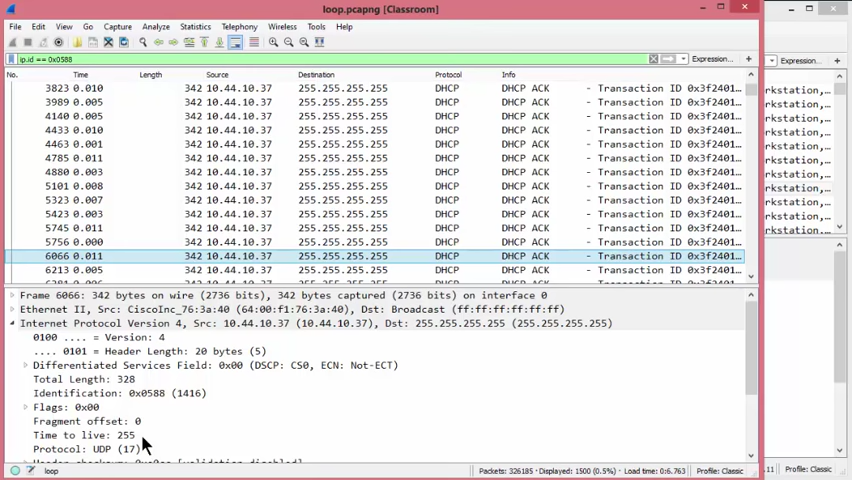 loop.pcapng [Classroom]
File Edit View Go Capture Analyze Statistics Telephony Wireless Tools Help
ip.id == 0x0588 Expression... +
Expression... +
No. Time Length Source Destination Protocol Info
3823 0.010 342 10.44.10.37 255.255.255.255 DHCP DHCP ACK - Transaction ID 0x3f2401... rkstation,...
3989 0.005 342 10.44.10.37 255.255.255.255 DHCP DHCP ACK - Transaction ID 0x3f2401... rkstation,...
4140 0.005 342 10.44.10.37 255.255.255.255 DHCP DHCP ACK - Transaction ID 0x3f2401... rkstation,...
4433 0.010 342 10.44.10.37 255.255.255.255 DHCP DHCP ACK - Transaction ID 0x3f2401... rkstation,...
4463 0.001 342 10.44.10.37 255.255.255.255 DHCP DHCP ACK - Transaction ID 0x3f2401... rkstation,...
4785 0.011 342 10.44.10.37 255.255.255.255 DHCP DHCP ACK - Transaction ID 0x3f2401... rkstation,...
4880 0.003 342 10.44.10.37 255.255.255.255 DHCP DHCP ACK - Transaction ID 0x3f2401... rkstation,...
5101 0.008 342 10.44.10.37 255.255.255.255 DHCP DHCP ACK - Transaction ID 0x3f2401... rkstation,...
5323 0.007 342 10.44.10.37 255.255.255.255 DHCP DHCP ACK - Transaction ID 0x3f2401... rkstation,...
5423 0.003 342 10.44.10.37 255.255.255.255 DHCP DHCP ACK - Transaction ID 0x3f2401... rkstation,...
5745 0.011 342 10.44.10.37 255.255.255.255 DHCP DHCP ACK - Transaction ID 0x3f2401... rkstation,...
5756 0.000 342 10.44.10.37 255.255.255.255 DHCP DHCP ACK - Transaction ID 0x3f2401...
6066 0.011 342 10.44.10.37 255.255.255.255 DHCP DHCP ACK - Transaction ID 0x3f2401...
6213 0.005 342 10.44.10.37 255.255.255.255 DHCP DHCP ACK - Transaction ID 0x3f2401...
Frame 6066: 342 bytes on wire (2736 bits), 342 bytes captured (2736 bits) on interface 0
Ethernet II, Src: CiscoInc_76:3a:40 (64:00:f1:76:3a:40), Dst: Broadcast (ff:ff:ff:ff:ff:ff)
Internet Protocol Version 4, Src: 10.44.10.37 (10.44.10.37), Dst: 255.255.255.255 (255.255.255.255)
0100 .... = Version: 4
.... 0101 = Header Length: 20 bytes (5)
Differentiated Services Field: 0x00 (DSCP: CS0, ECN: Not-ECT)
Total Length: 328
Identification: 0x0588 (1416)
Flags: 0x00
Fragment offset: 0
Time to live: 255
Protocol: UDP (17)
loop Packets: 326185 · Displayed: 1500 (0.5%) · Load time: 0:6.763 Profile: Classic
.11 Profile: Classic